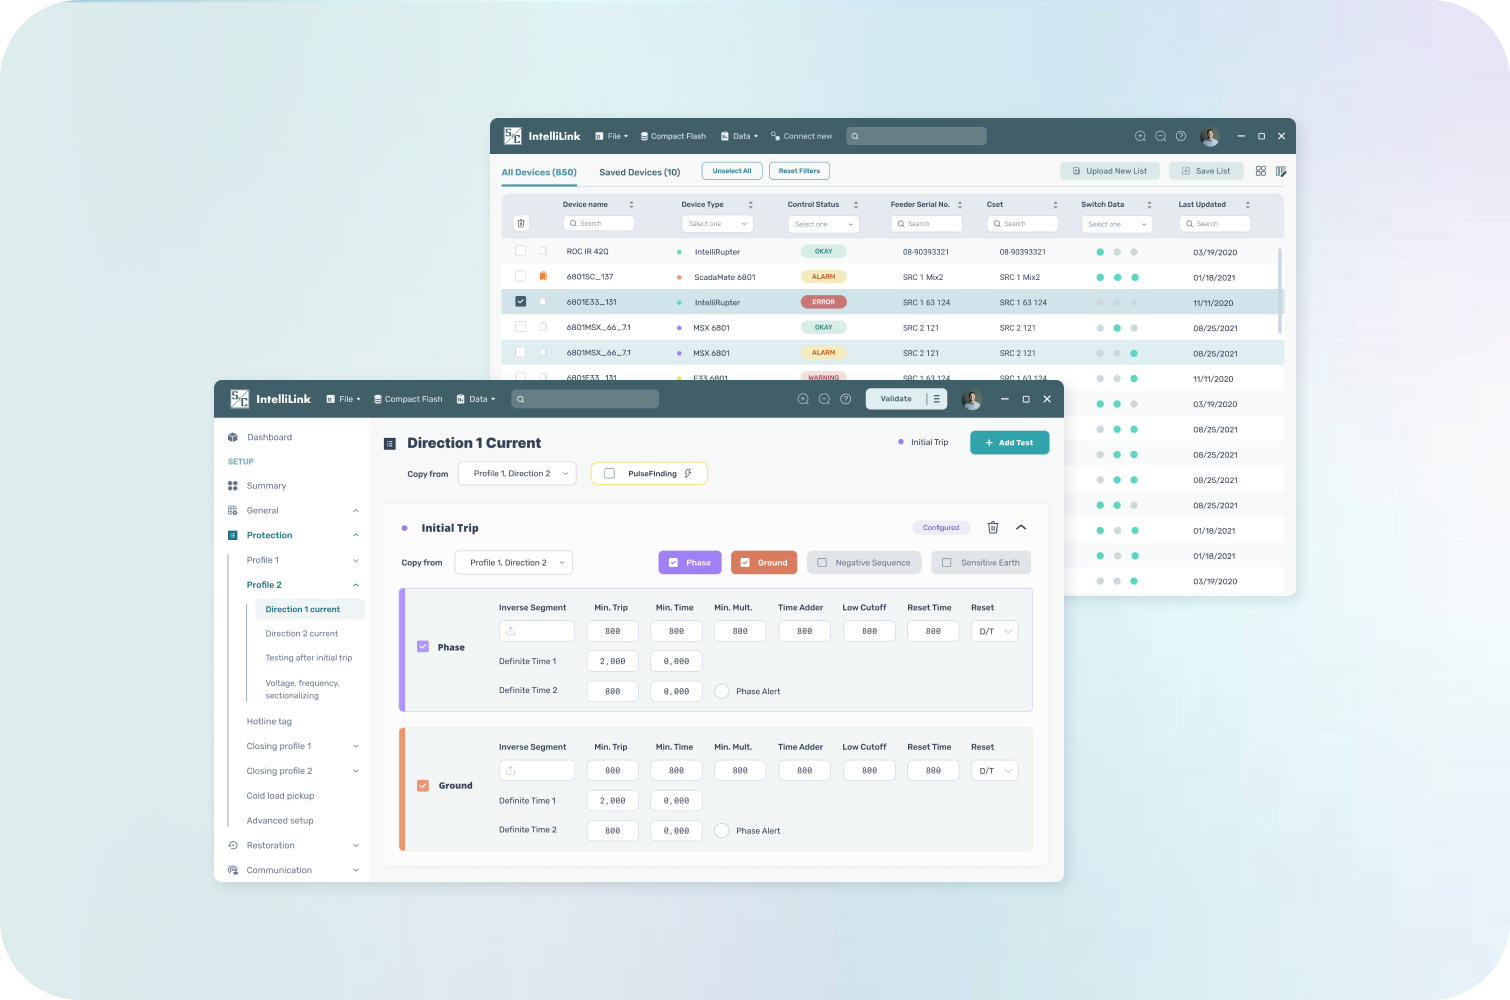 S/C IntelliLink File Compact Flash Data Connect new
All Devices (850) Saved Devices (10) Unselect All Reset Filters Upload New List Save List
Device name Device Type Control Status Feeder Serial No. Cset Switch Data Last Updated
Search Select one Select one Search Search Select one Search
ROC IR 42Q IntelliRupter OKAY 08-90393321 08-90393321 03/19/2020
6801SC_137 ScadaMate 6801 ALARM SRC 1 Mix2 SRC 1 Mix2 01/18/2021
6801E33_131 IntelliRupter ERROR SRC 1 63 124 SRC 1 63 124 11/11/2020
6801MSX_66_7.1 MSX 6801 OKAY SRC 2 121 SRC 2 121 08/25/2021
6801MSX_66_7.1 MSX 6801 ALARM SRC 2 121 SRC 2 121 08/25/2021
6801E33_131 E33 6801 WARNING SRC 1 63 124 SRC 1 63 124 11/11/2020
03/19/2020
08/25/2021
08/25/2021
08/25/2021
08/25/2021
01/18/2021
01/18/2021
03/19/2020
S/C IntelliLink File Compact Flash Data Validate
Dashboard
SETUP
Summary
General
Protection
Profile 1
Profile 2
Direction 1 current
Direction 2 current
Testing after initial trip
Voltage, frequency,
sectionalizing
Hotline tag
Closing profile 1
Closing profile 2
Cold load pickup
Advanced setup
Restoration
Communication
Direction 1 Current Initial Trip + Add Test
Copy from Profile 1, Direction 2 PulseFinding
Initial Trip Configured
Copy from Profile 1, Direction 2 Phase Ground Negative Sequence Sensitive Earth
Inverse Segment Min. Trip Min. Time Min. Mult. Time Adder Low Cutoff Reset Time Reset
800 800 800 800 800 800 D/T
Phase
Definite Time 1 2,000 0,000
Definite Time 2 800 0,000 Phase Alert
Inverse Segment Min. Trip Min. Time Min. Mult. Time Adder Low Cutoff Reset Time Reset
800 800 800 800 800 800 D/T
Ground
Definite Time 1 2,000 0,000
Definite Time 2 800 0,000 Phase Alert